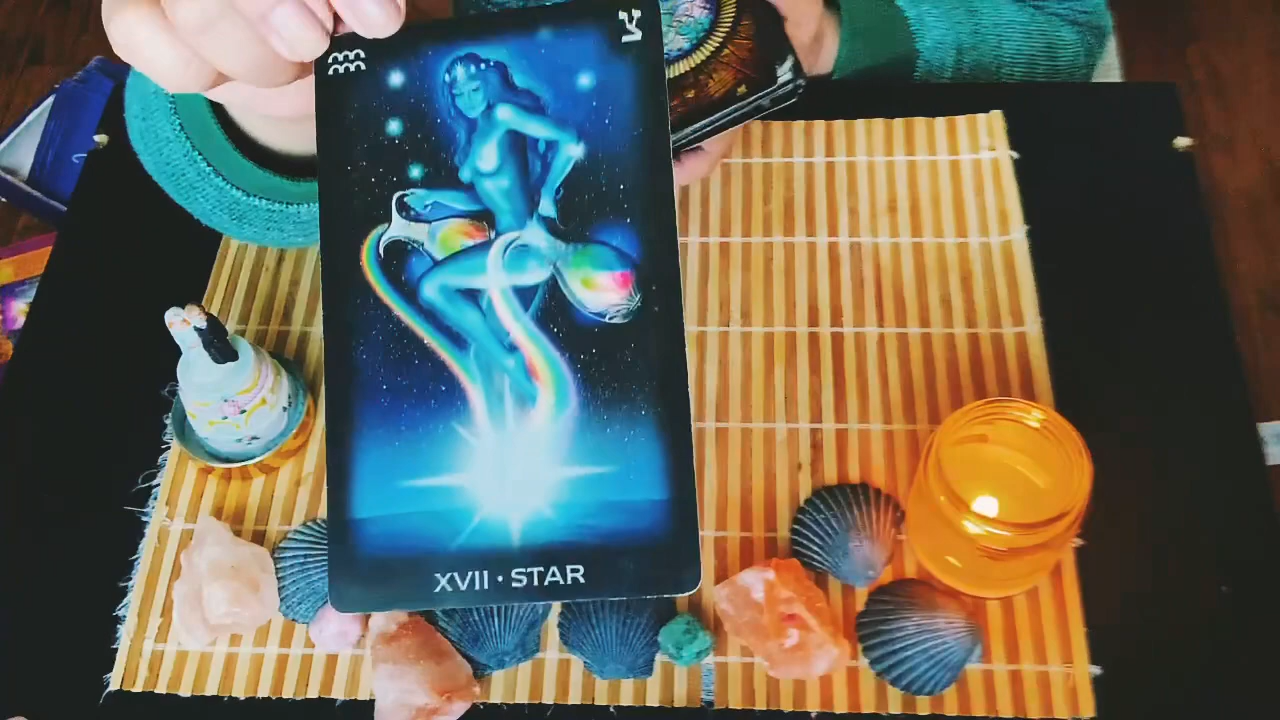 ♒ צ
XVII • STAR